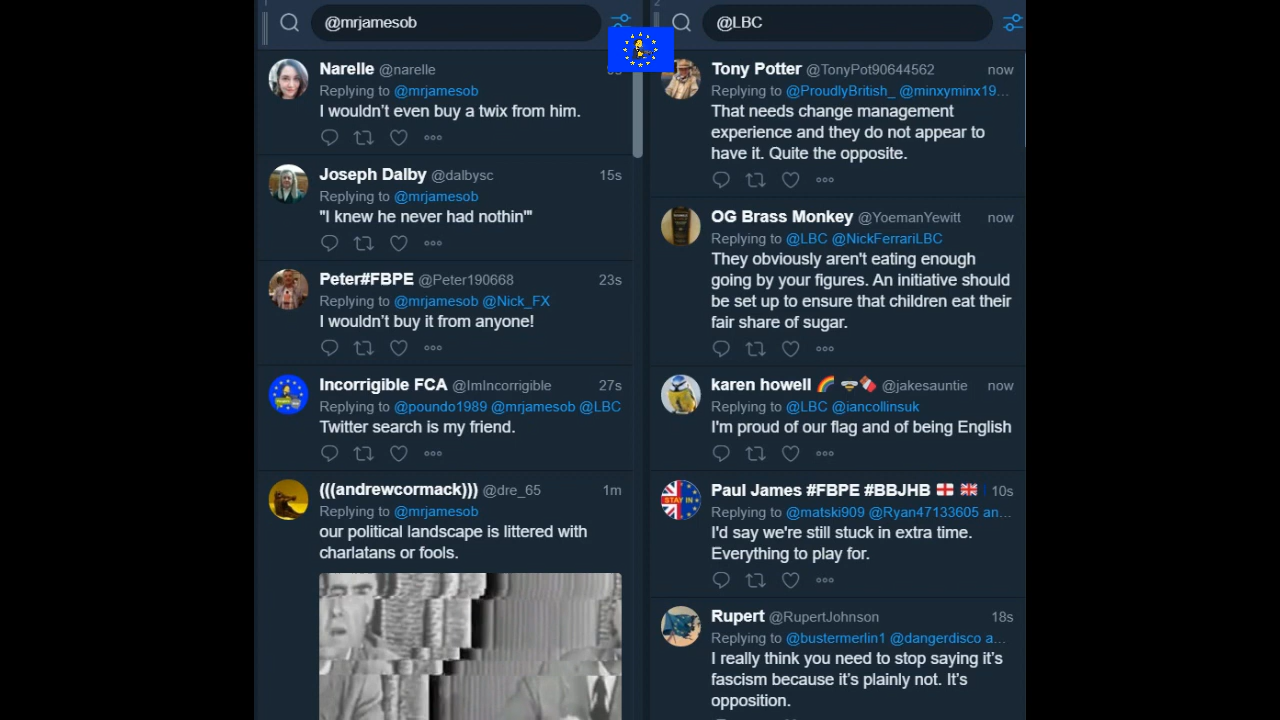 1
@mrjamesob
Narelle @narelle
Replying to @mrjamesob
I wouldn't even buy a twix from him.
Joseph Dalby @dalbysc 15s
Replying to @mrjamesob
"I knew he never had nothin'"
Peter#FBPE @Peter190668 23s
Replying to @mrjamesob @Nick_FX
I wouldn't buy it from anyone!
Incorrigible FCA @ImIncorrigible 27s
Replying to @poundo1989 @mrjamesob @LBC
Twitter search is my friend.
(((andrewcormack))) @dre_65 1m
Replying to @mrjamesob
our political landscape is littered with
charlatans or fools.
2
@LBC
Tony Potter @TonyPot90644562 now
Replying to @ProudlyBritish_ @minxyminx19...
That needs change management
experience and they do not appear to
have it. Quite the opposite.
OG Brass Monkey @YoemanYewitt now
Replying to @LBC @NickFerrariLBC
They obviously aren't eating enough
going by your figures. An initiative should
be set up to ensure that children eat their
fair share of sugar.
karen howell @jakesauntie now
Replying to @LBC @iancollinsuk
I'm proud of our flag and of being English
Paul James #FBPE #BBJHB 10s
STAY IN
Replying to @matski909 @Ryan47133605 an...
I'd say we're still stuck in extra time.
Everything to play for.
Rupert @RupertJohnson 18s
Replying to @bustermerlin1 @dangerdisco a...
I really think you need to stop saying it's
fascism because it's plainly not. It's
opposition.